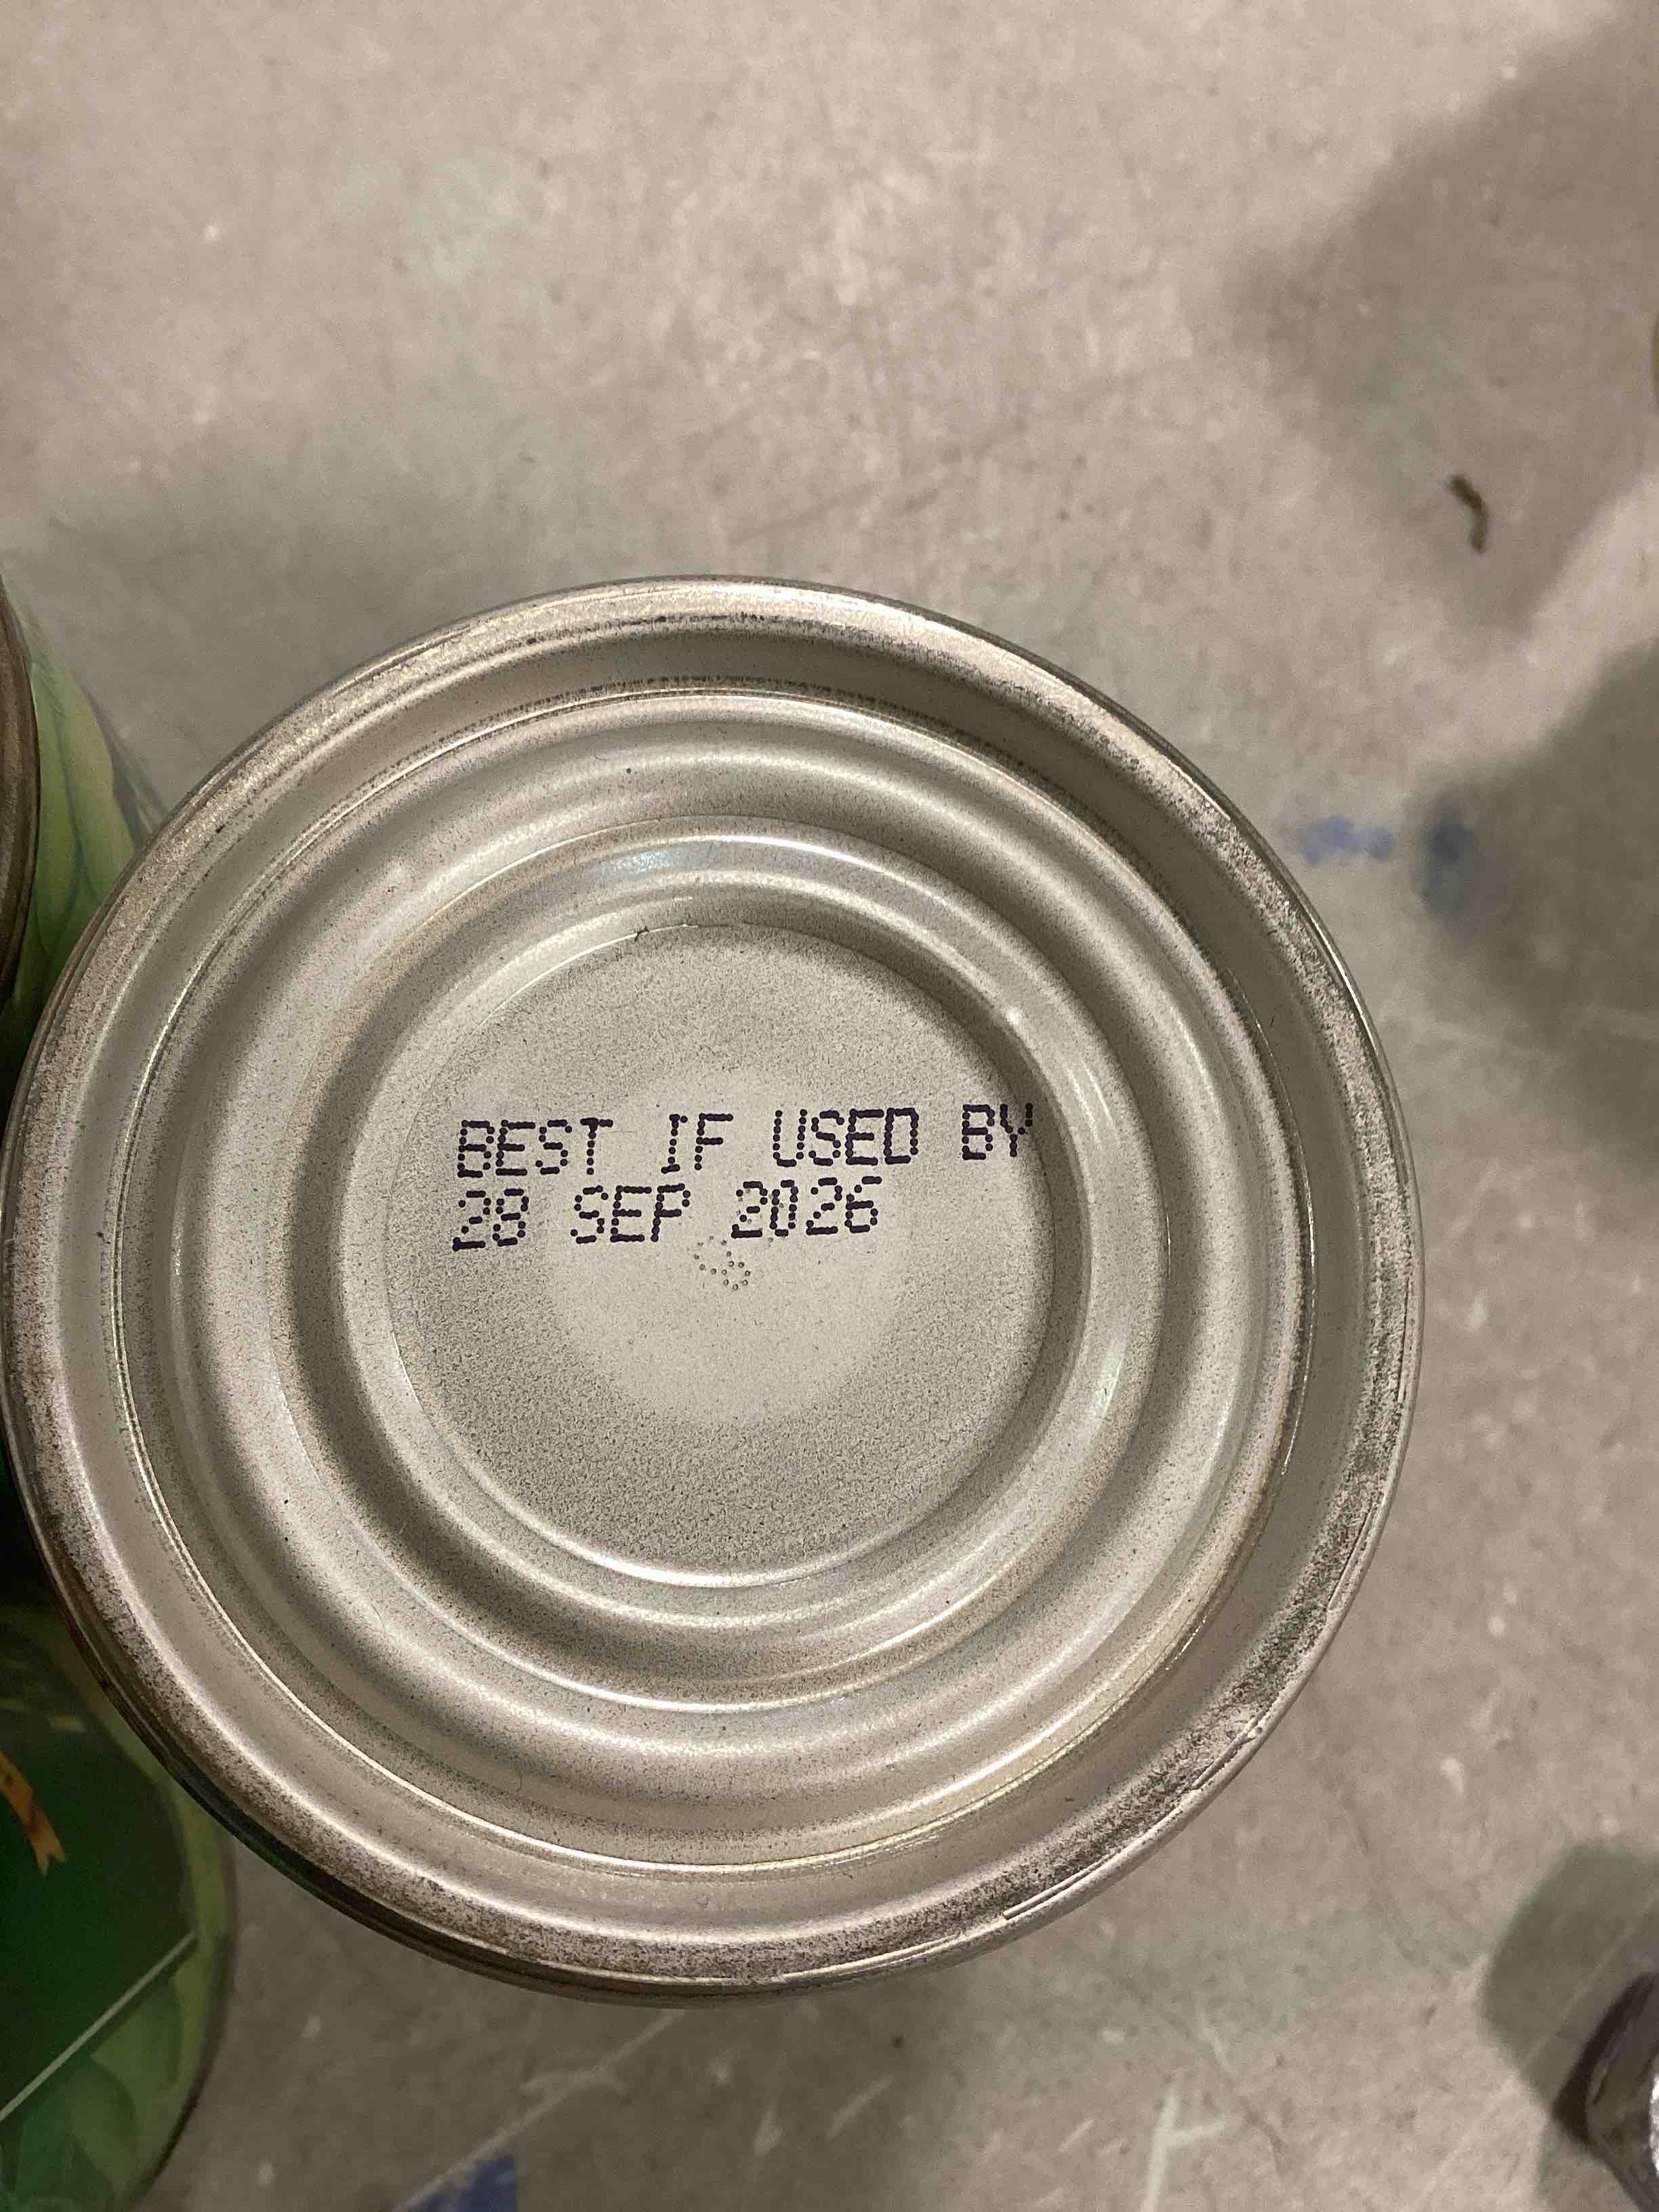 BEST IF USED BY
28 SEP 2026